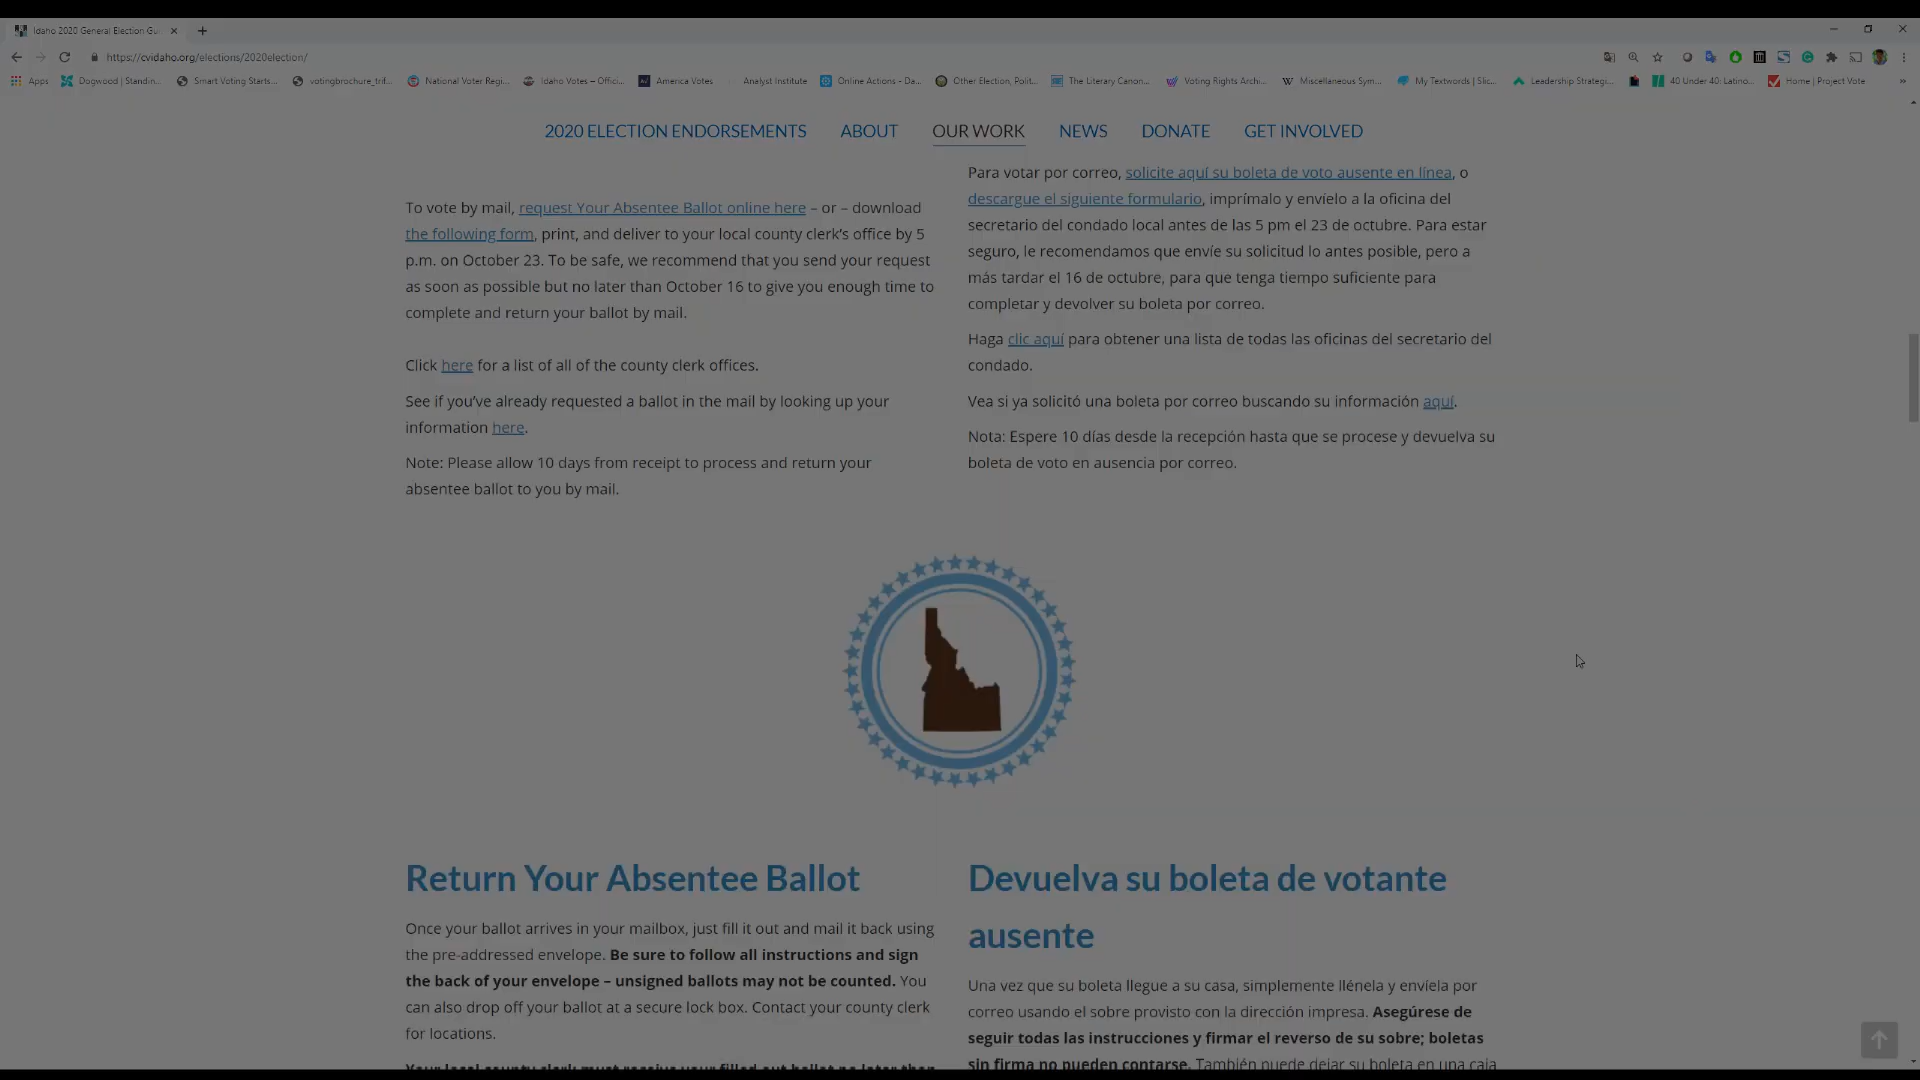 Idaho 2020 General Election Gu
https://cvidaho.org/elections/2020election/
Apps
Dogwood | Standin...
Smart Voting Starts...
votingbrochure_trif...
National Voter Regi...
Idaho Votes – Offici...
America Votes
Analyst Institute
Online Actions - Da...
Other Election, Polit...
The Literary Canon...
Voting Rights Archi...
Miscellaneous Sym...
My Textwords | Slic...
Leadership Strategi...
40 Under 40: Latino...
Home | Project Vote
2020 ELECTION ENDORSEMENTS
ABOUT
OUR WORK
NEWS
DONATE
GET INVOLVED
To vote by mail, request Your Absentee Ballot online here – or – download
the following form, print, and deliver to your local county clerk's office by 5
p.m. on October 23. To be safe, we recommend that you send your request
as soon as possible but no later than October 16 to give you enough time to
complete and return your ballot by mail.
Click here for a list of all of the county clerk offices.
See if you've already requested a ballot in the mail by looking up your
information here.
Note: Please allow 10 days from receipt to process and return your
absentee ballot to you by mail.
Para votar por correo, solicite aquí su boleta de voto ausente en línea, o
descargue el siguiente formulario, imprímalo y envíelo a la oficina del
secretario del condado local antes de las 5 pm el 23 de octubre. Para estar
seguro, le recomendamos que envíe su solicitud lo antes posible, pero a
más tardar el 16 de octubre, para que tenga tiempo suficiente para
completar y devolver su boleta por correo.
Haga clic aquí para obtener una lista de todas las oficinas del secretario del
condado.
Vea si ya solicitó una boleta por correo buscando su información aquí.
Nota: Espere 10 días desde la recepción hasta que se procese y devuelva su
boleta de voto en ausencia por correo.
Return Your Absentee Ballot
Once your ballot arrives in your mailbox, just fill it out and mail it back using
the pre-addressed envelope. Be sure to follow all instructions and sign
the back of your envelope – unsigned ballots may not be counted. You
can also drop off your ballot at a secure lock box. Contact your county clerk
for locations.
Your local county clerk must receive your filled out ballot no later than
Devuelva su boleta de votante
ausente
Una vez que su boleta llegue a su casa, simplemente llénela y envíela por
correo usando el sobre provisto con la dirección impresa. Asegúrese de
seguir todas las instrucciones y firmar el reverso de su sobre; boletas
sin firma no pueden contarse. También puede dejar su boleta en una caja